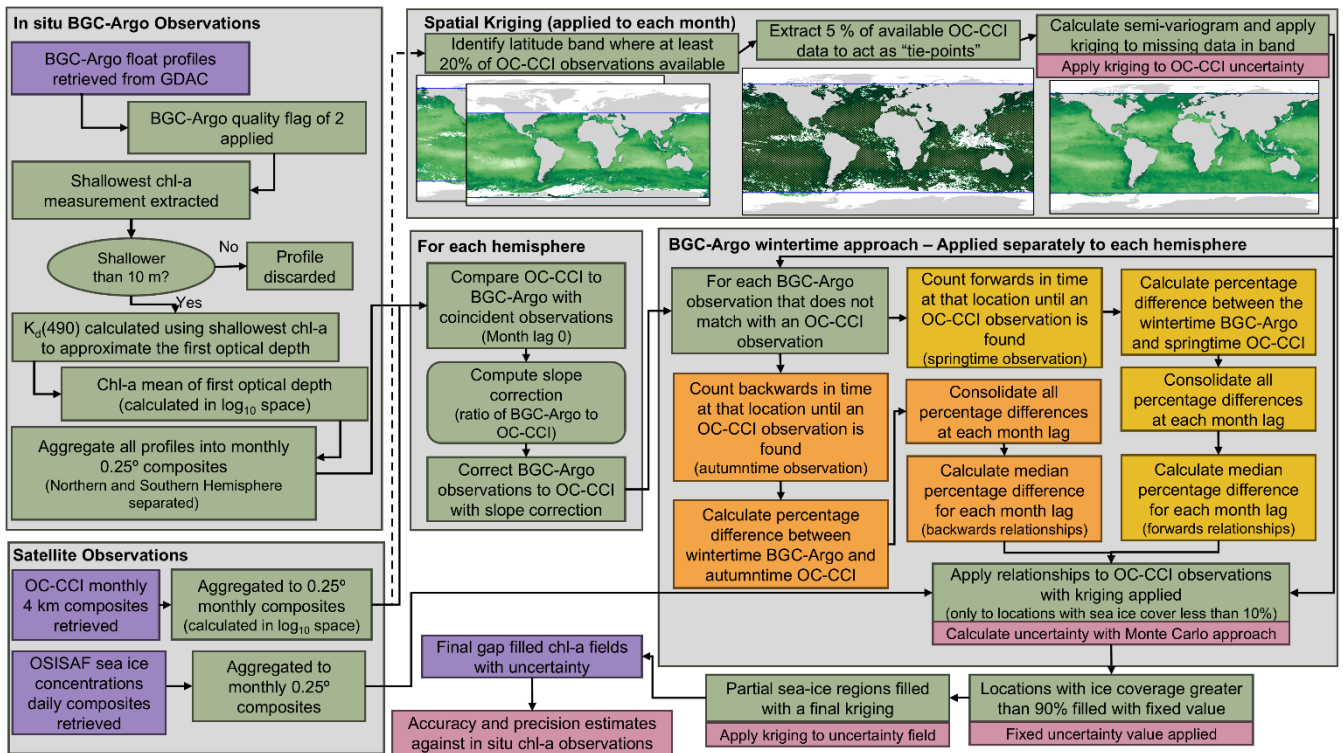 In situ BGC-Argo Observations
BGC-Argo float profiles
retrieved from GDAC
BGC-Argo quality flag of 2
applied
Shallowest chl-a
measurement extracted
Shallower
than 10 m?
No
Profile
discarded
Yes
Kd(490) calculated using shallowest chl-a
to approximate the first optical depth
Chl-a mean of first optical depth
(calculated in log10 space)
Aggregate all profiles into monthly
0.25º composites
(Northern and Southern Hemisphere
separated)
Satellite Observations
OC-CCI monthly
4 km composites
retrieved
Aggregated to 0.25º
monthly composites
(calculated in log10 space)
OSISAF sea ice
concentrations
daily composites
retrieved
Aggregated to
monthly 0.25º
composites
Spatial Kriging (applied to each month)
Identify latitude band where at least
20% of OC-CCI observations available
Extract 5 % of available OC-CCI
data to act as “tie-points”
Calculate semi-variogram and apply
kriging to missing data in band
Apply kriging to OC-CCI uncertainty
For each hemisphere
Compare OC-CCI to
BGC-Argo with
coincident observations
(Month lag 0)
Compute slope
correction
(ratio of BGC-Argo to
OC-CCI)
Correct BGC-Argo
observations to OC-CCI
with slope correction
BGC-Argo wintertime approach – Applied separately to each hemisphere
For each BGC-Argo
observation that does not
match with an OC-CCI
observation
Count forwards in time
at that location until an
OC-CCI observation is
found
(springtime observation)
Calculate percentage
difference between the
wintertime BGC-Argo
and springtime OC-CCI
Count backwards in time
at that location until an
OC-CCI observation is
found
(autumntime observation)
Consolidate all
percentage differences
at each month lag
Consolidate all
percentage differences
at each month lag
Calculate percentage
difference between
wintertime BGC-Argo and
autumntime OC-CCI
Calculate median
percentage difference
for each month lag
(backwards relationships)
Calculate median
percentage difference
for each month lag
(forwards relationships)
Apply relationships to OC-CCI observations
with kriging applied
(only to locations with sea ice cover less than 10%)
Calculate uncertainty with Monte Carlo approach
Locations with ice coverage greater
than 90% filled with fixed value
Fixed uncertainty value applied
Partial sea-ice regions filled
with a final kriging
Apply kriging to uncertainty field
Final gap filled chl-a fields
with uncertainty
Accuracy and precision estimates
against in situ chl-a observations